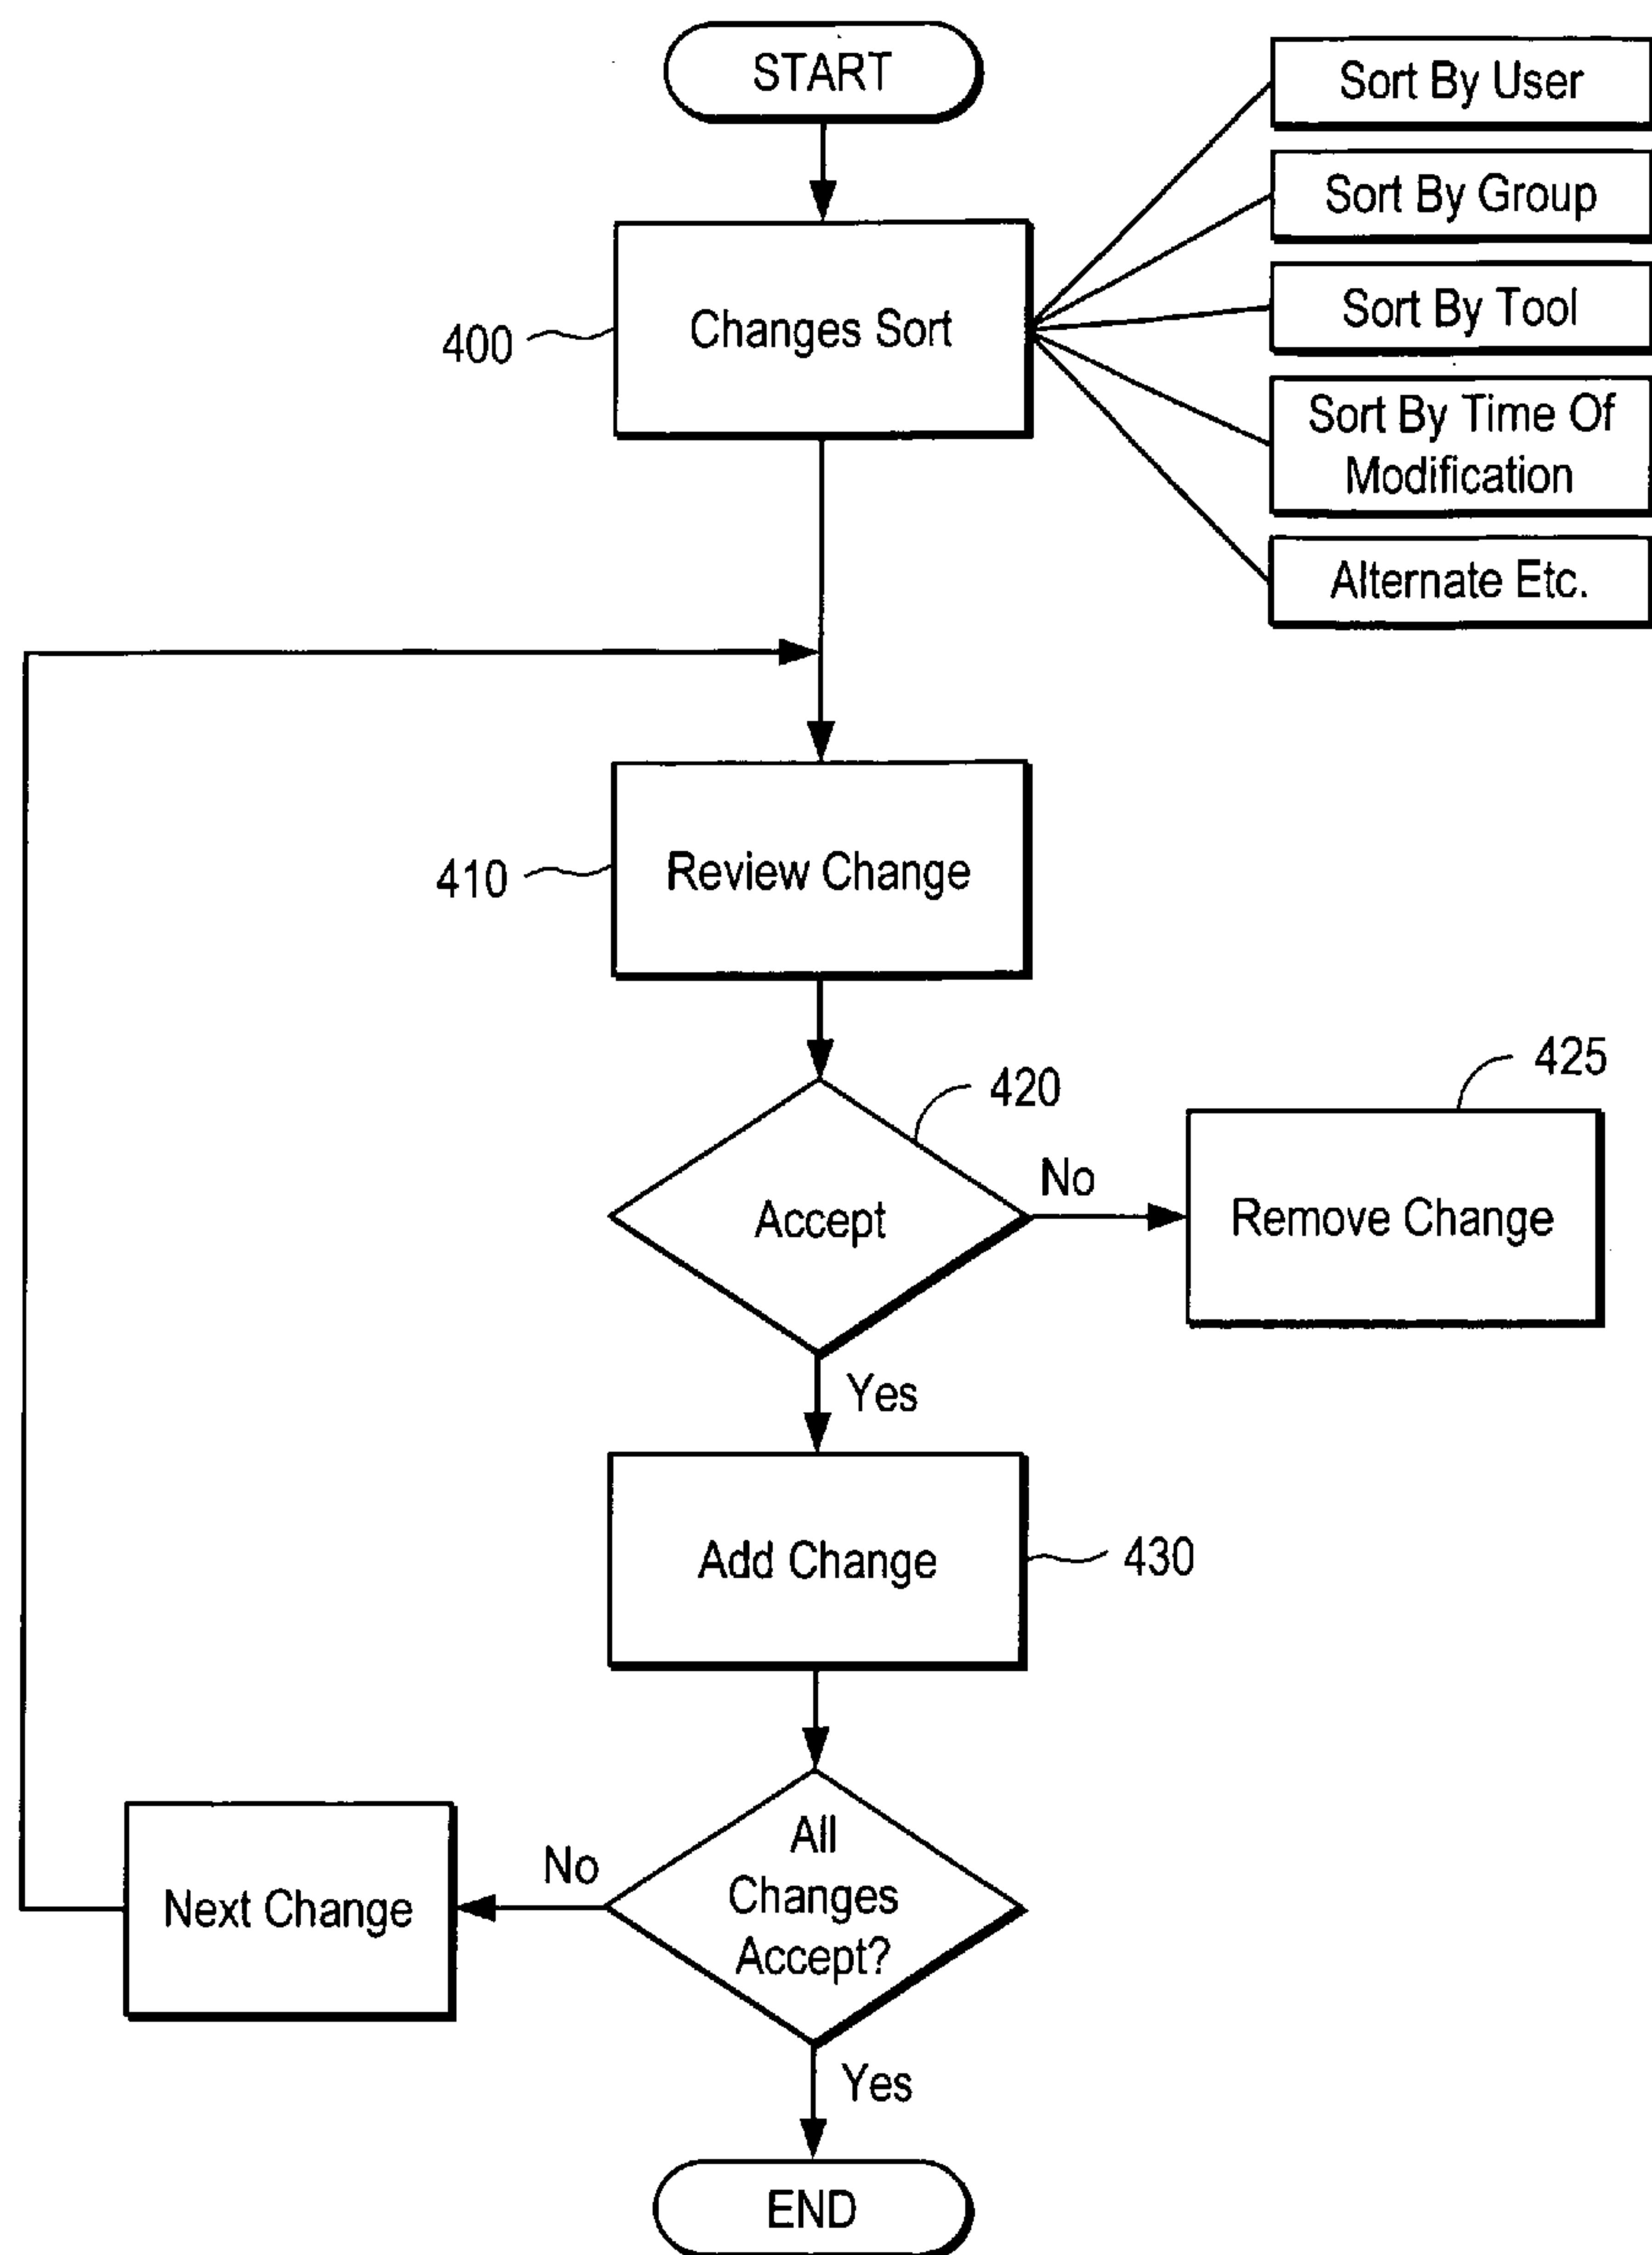 START
Sort By User
Sort By Group
Sort By Tool
Sort By Time Of
Modification
Alternate Etc.
400
Changes Sort
410
Review Change
420
425
Accept
No
Remove Change
Yes
Add Change
430
All
Changes
Accept?
No
Next Change
Yes
END